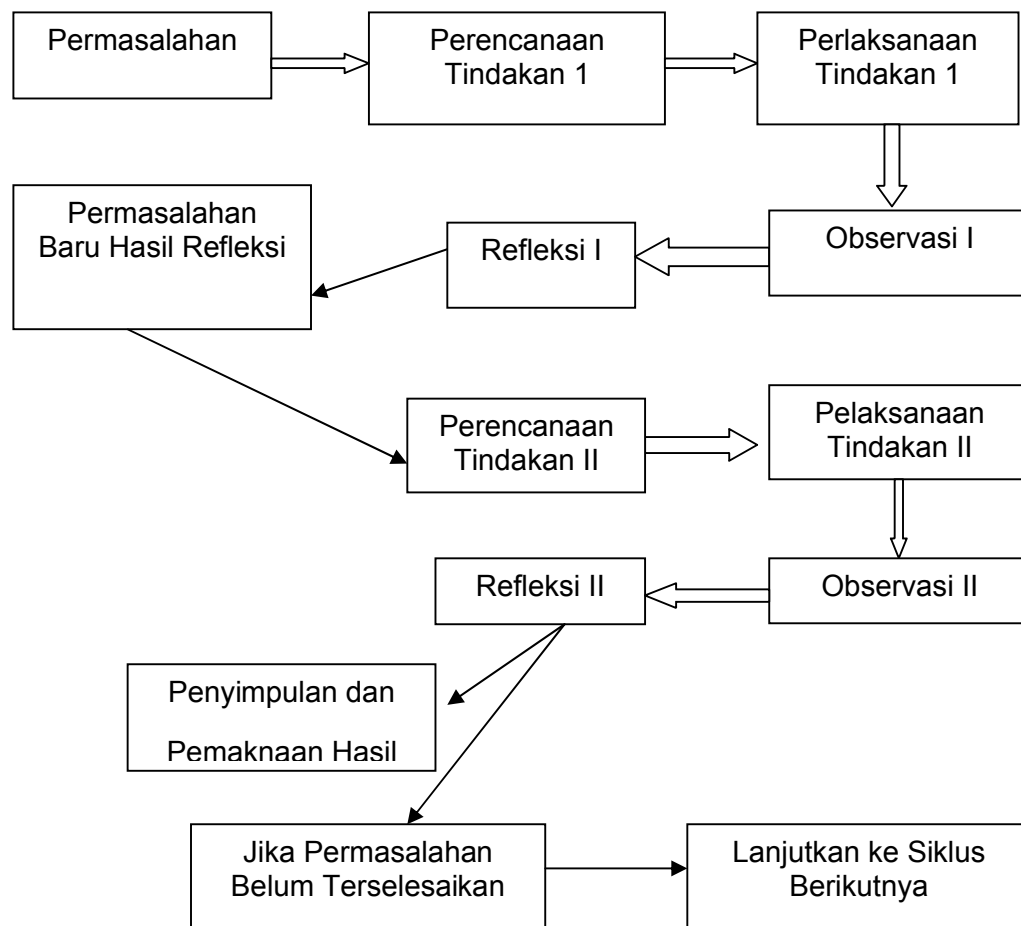 Permasalahan
Perencanaan
Tindakan 1
Perlaksanaan
Tindakan 1
Observasi I
Refleksi I
Permasalahan
Baru Hasil Refleksi
Perencanaan
Tindakan II
Pelaksanaan
Tindakan II
Observasi II
Refleksi II
Penyimpulan dan
Pemaknaan Hasil
Jika Permasalahan
Belum Terselesaikan
Lanjutkan ke Siklus
Berikutnya